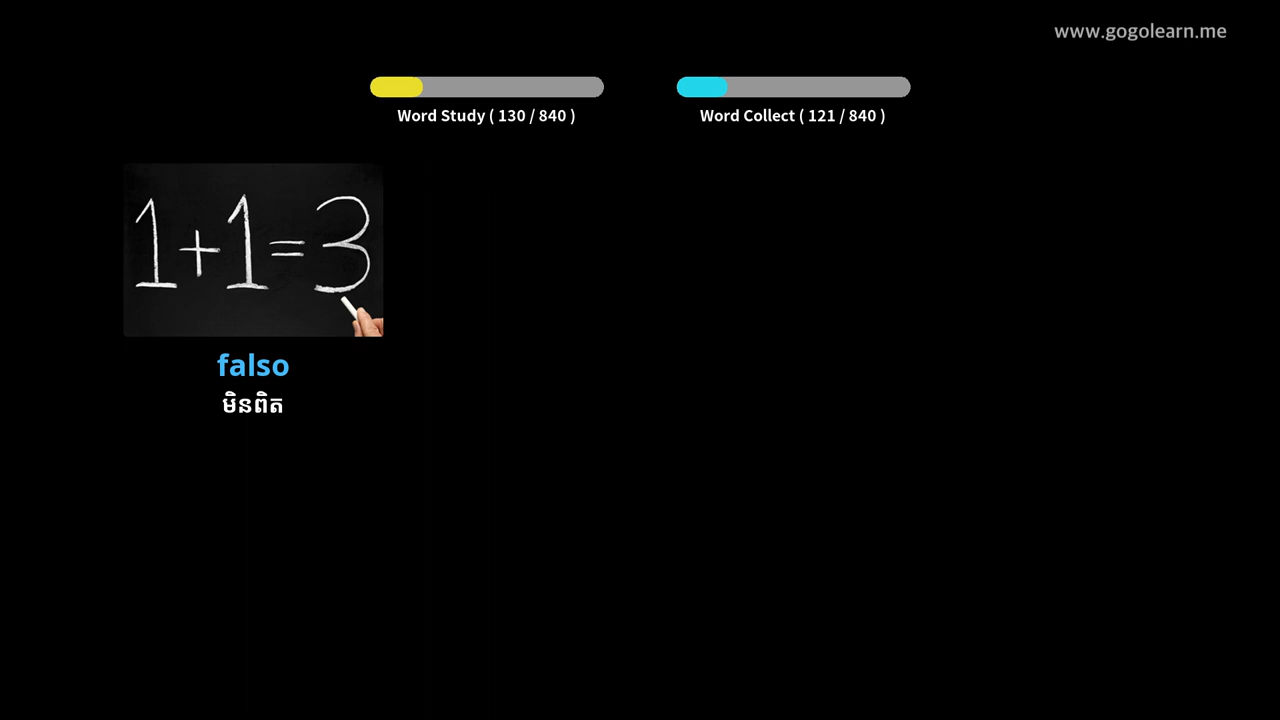 www.gogolearn.me
Word Study ( 130 / 840 )
Word Collect ( 121 / 840 )
1+1=3
falso
មិនពិត